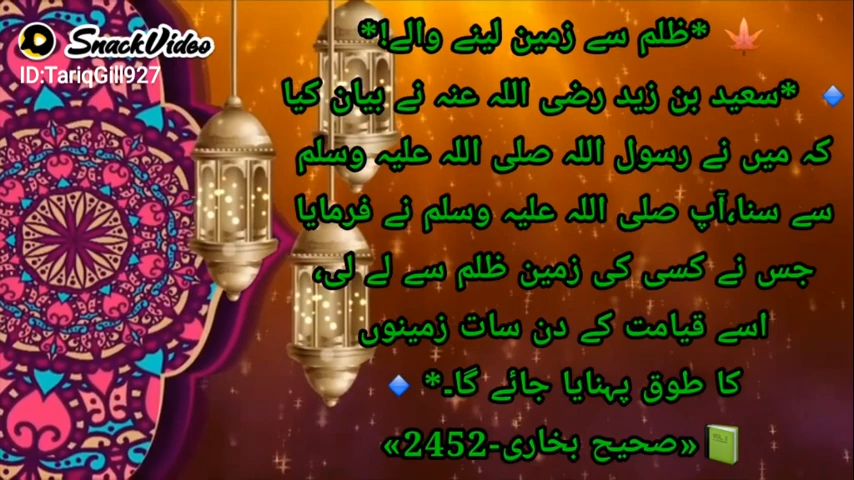 SnackVideo
ID:TariqGill927
*ظلم سے زمین لینے والے!*
*سعید بن زید رضی اللہ عنہ نے بیان کیا
کہ میں نے رسول اللہ صلی اللہ علیہ وسلم
سے سنا،آپ صلی اللہ علیہ وسلم نے فرمایا
جس نے کسی کی زمین ظلم سے لے لی،
اسے قیامت کے دن سات زمینوں
کا طوق پہنایا جائے گا۔*
«صحیح بخاری-2452»